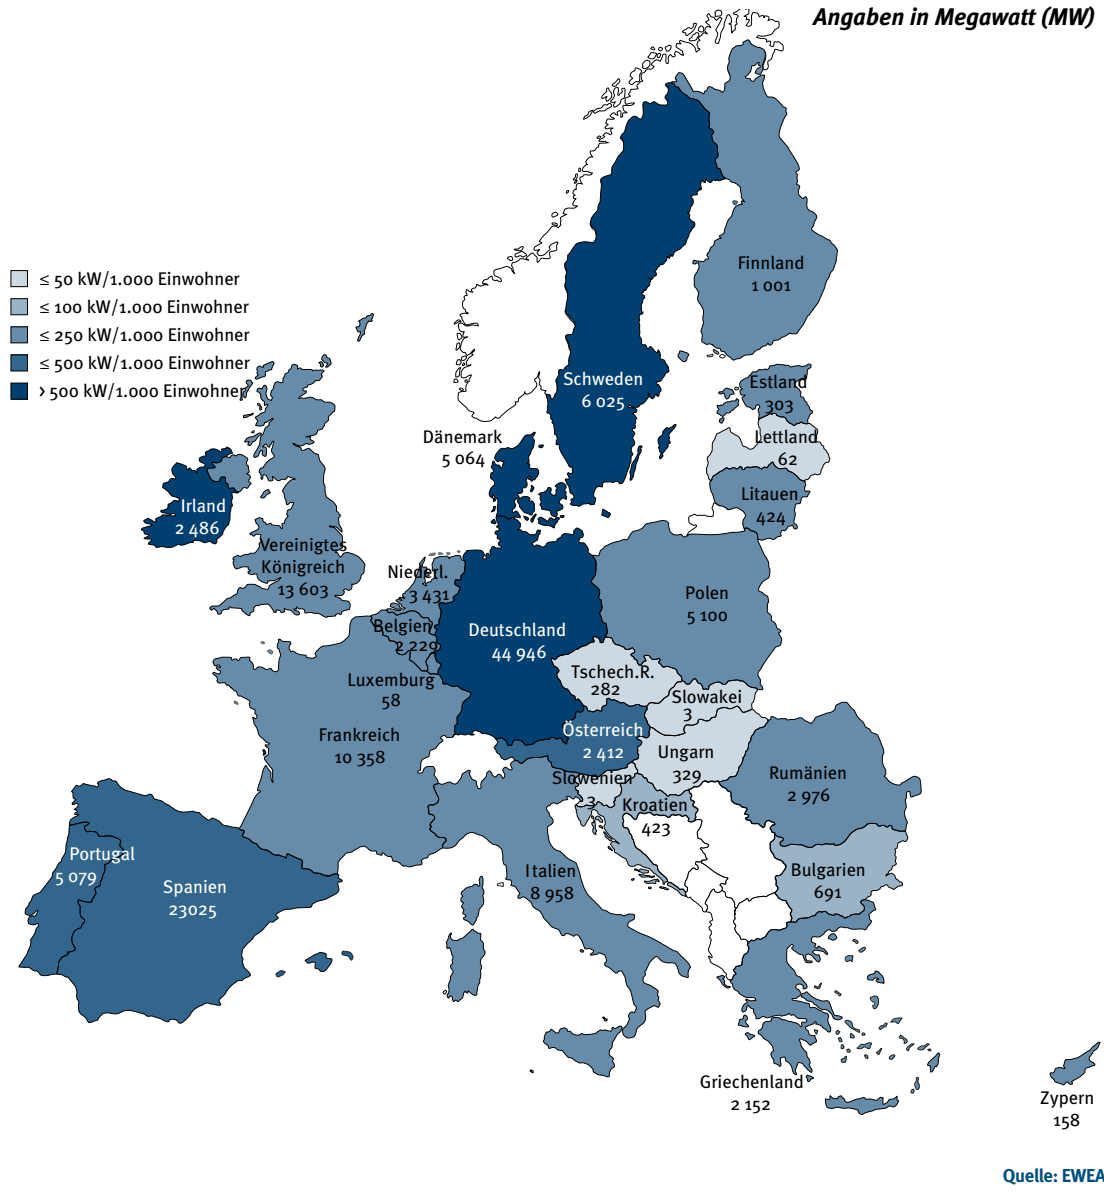 Angaben in Megawatt (MW)
≤ 50 kW/1.000 Einwohner
≤ 100 kW/1.000 Einwohner
≤ 250 kW/1.000 Einwohner
≤ 500 kW/1.000 Einwohner
> 500 kW/1.000 Einwohner
Finnland
1 001
Schweden
6 025
Estland
303
Lettland
62
Litauen
424
Dänemark
5 064
Irland
2 486
Vereinigtes
Königreich
13 603
Niederl.
3 431
Belgien
2 229
Luxemburg
58
Deutschland
44 946
Polen
5 100
Tschech.R.
282
Slowakei
3
Österreich
2 412
Ungarn
329
Frankreich
10 358
Slowenien
3
Kroatien
423
Rumänien
2 976
Bulgarien
691
Portugal
5 079
Spanien
23025
Italien
8 958
Griechenland
2 152
Zypern
158
Quelle: EWEA